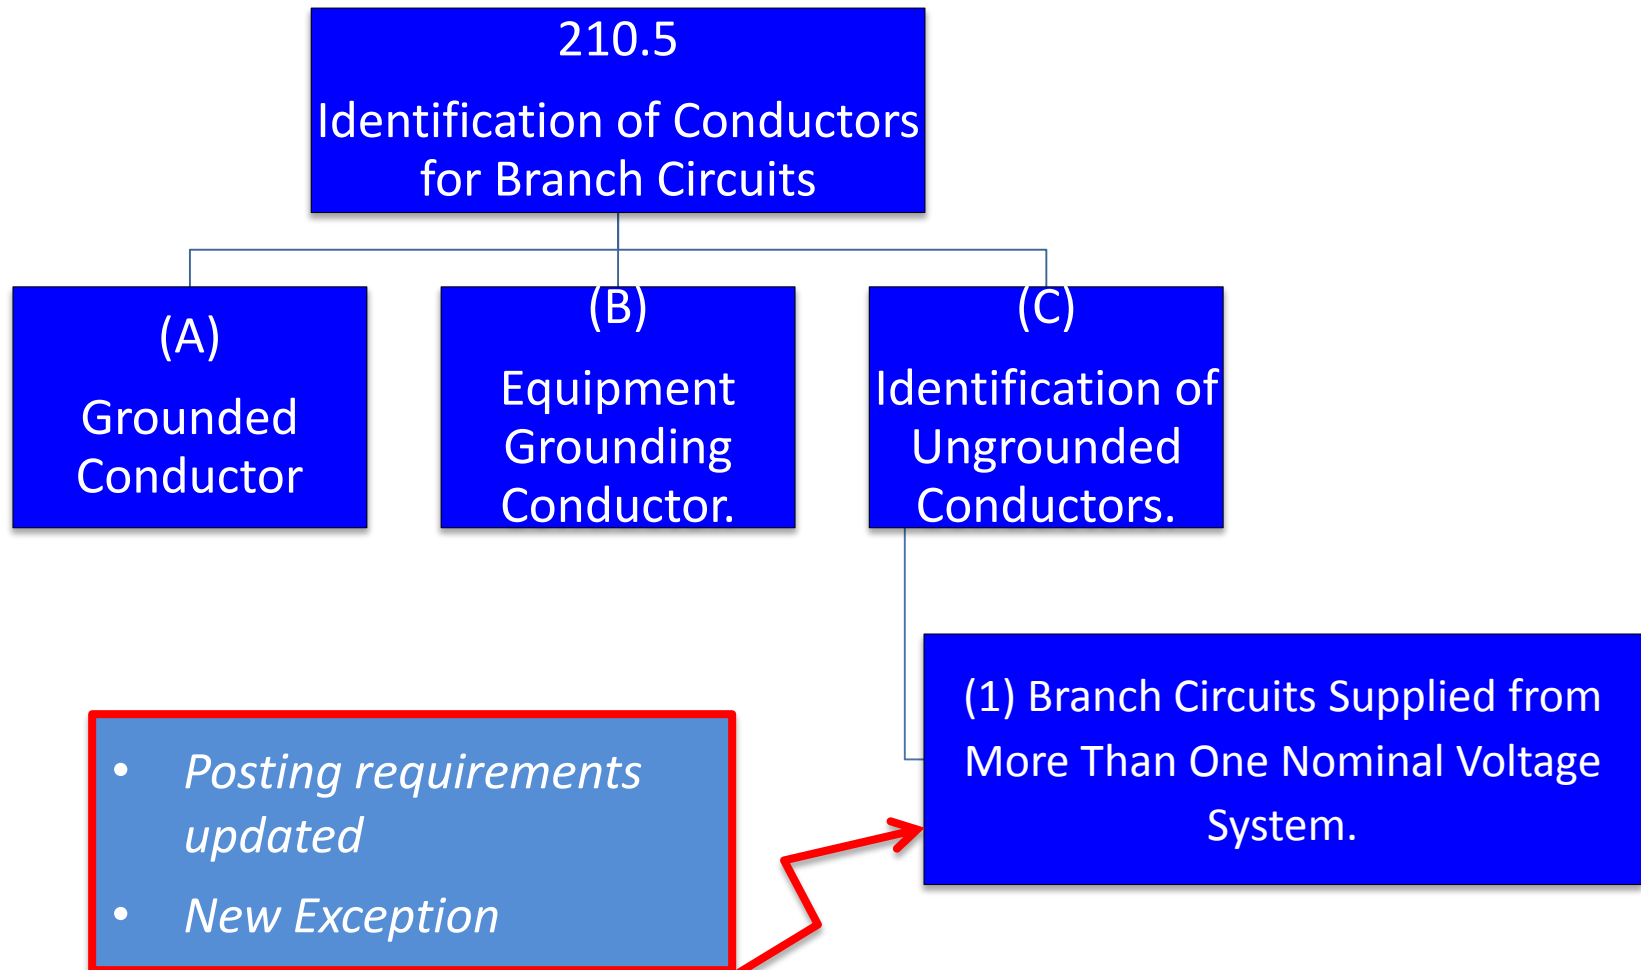 210.5
Identification of Conductors
for Branch Circuits
(A)
Grounded
Conductor
(B)
Equipment
Grounding
Conductor.
(C)
Identification of
Ungrounded
Conductors.
(1) Branch Circuits Supplied from
More Than One Nominal Voltage
System.
• Posting requirements
updated
• New Exception